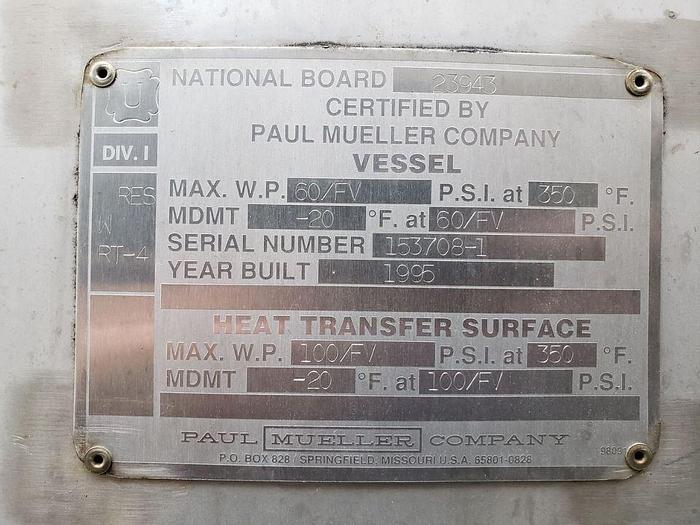 NATIONAL BOARD 23943
CERTIFIED BY
PAUL MUELLER COMPANY
VESSEL
MAX. W.P. 60/FV P.S.I. at 350 °F.
MDMT -20 °F. at 60/FV P.S.I.
SERIAL NUMBER 153708-1
YEAR BUILT 1995
HEAT TRANSFER SURFACE
MAX. W.P. 100/FV P.S.I. at 350 °F.
MDMT -20 °F. at 100/FV P.S.I.
PAUL MUELLER COMPANY
P.O. BOX 828 / SPRINGFIELD, MISSOURI U.S.A. 65801-0828
U
DIV. I
RES
W
RT-4